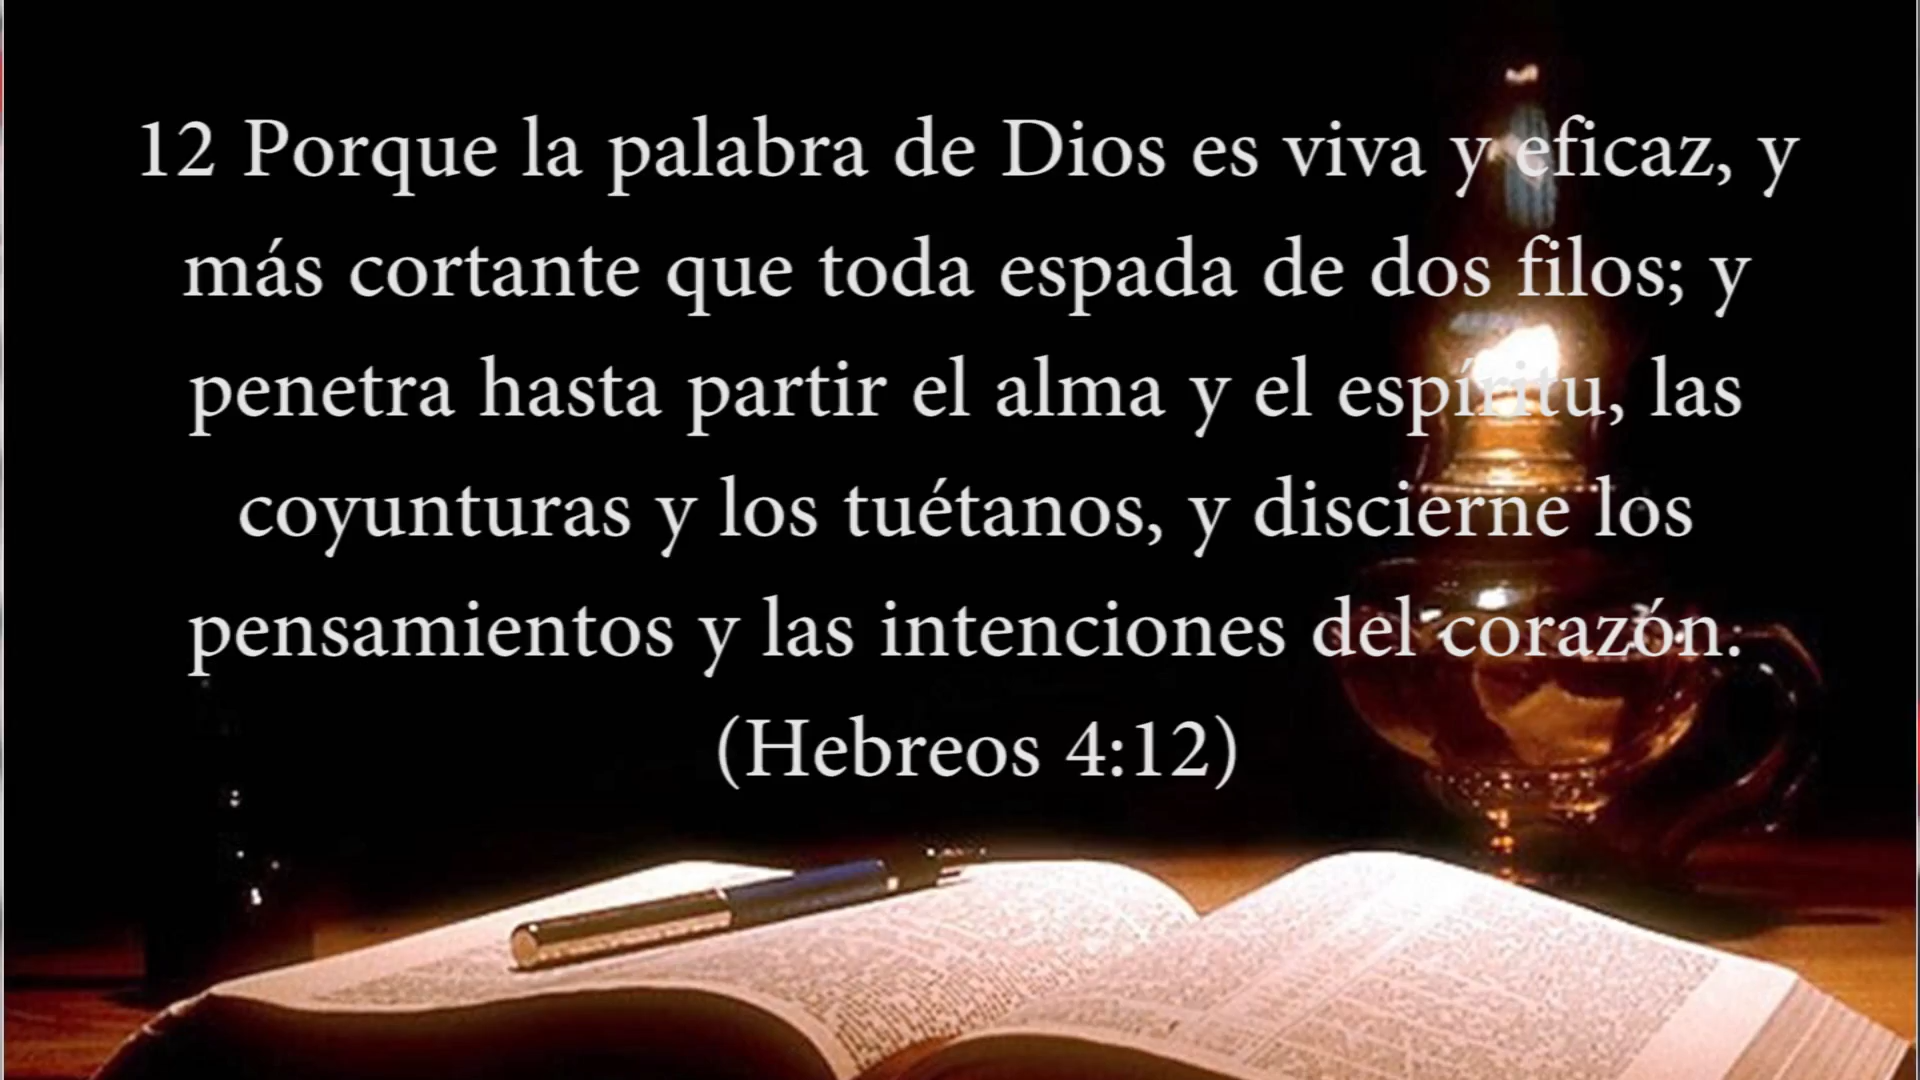 12 Porque la palabra de Dios es viva y eficaz, y
más cortante que toda espada de dos filos; y
penetra hasta partir el alma y el espíritu, las
coyunturas y los tuétanos, y discierne los
pensamientos y las intenciones del corazón.
(Hebreos 4:12)